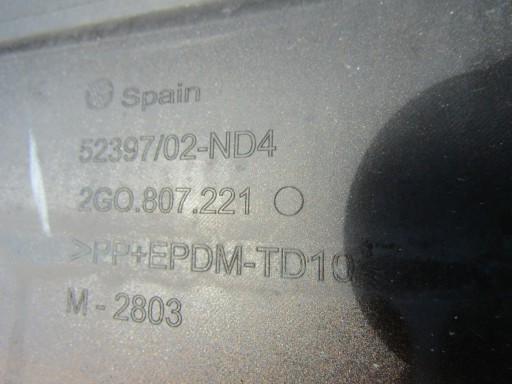 Spain
52397/02-ND4
2G0.807.221
>PP+EPDM-TD10<
M-2803